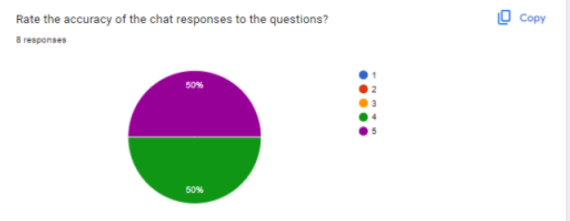 Rate the accuracy of the chat responses to the questions?
Copy
8 responses
50%
50%
1
2
3
4
5